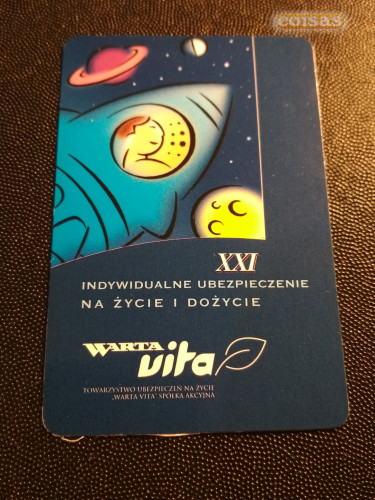 coisas
XXI
INDYWIDUALNE UBEZPIECZENIE
NA ŻYCIE I DOŻYCIE
WARTA
vita
TOWARZYSTWO UBEZPIECZEŃ NA ŻYCIE
„WARTA VITA” SPÓŁKA AKCYJNA